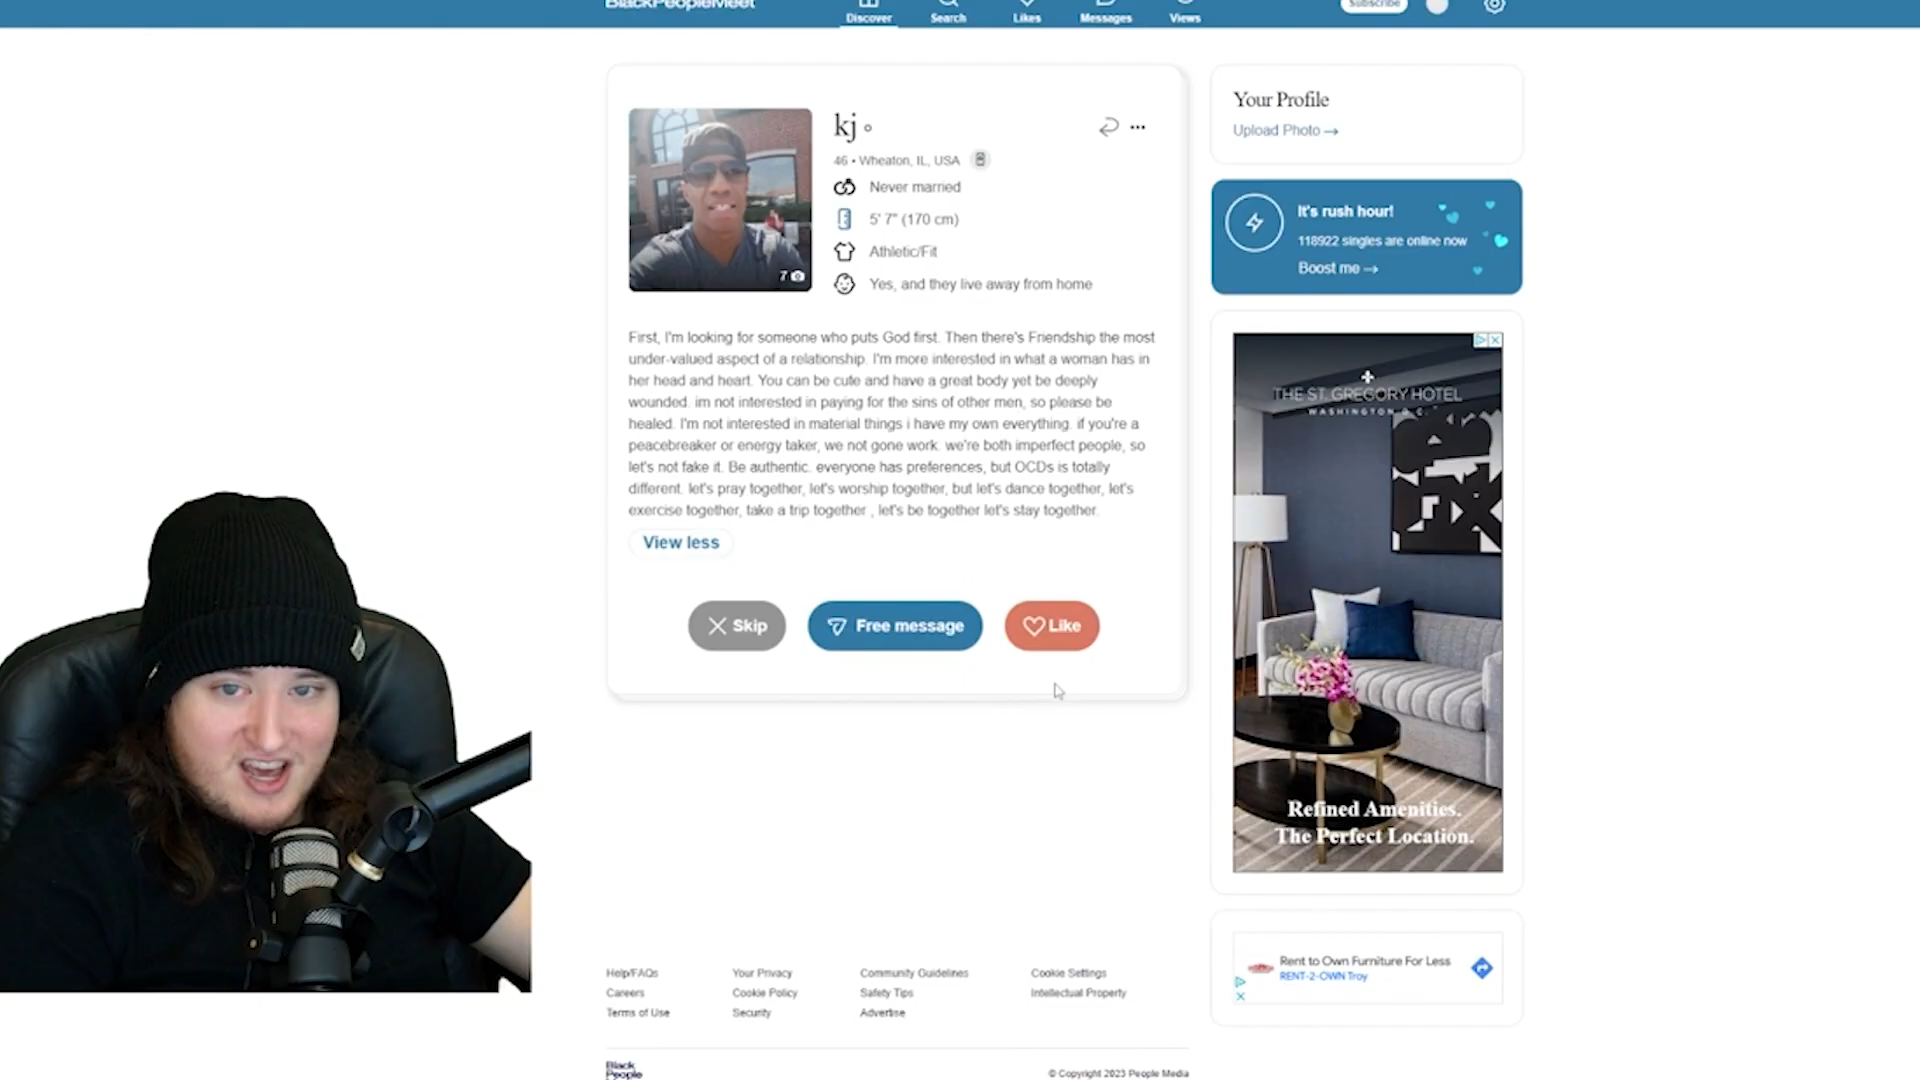 BlackPeopleMeet
Discover
Search
Likes
Messages
Views
Subscribe
kj
46 • Wheaton, IL, USA
Never married
5' 7" (170 cm)
Athletic/Fit
Yes, and they live away from home
7
First, I'm looking for someone who puts God first. Then there's Friendship the most
under-valued aspect of a relationship. I'm more interested in what a woman has in
her head and heart. You can be cute and have a great body yet be deeply
wounded. im not interested in paying for the sins of other men, so please be
healed. I'm not interested in material things i have my own everything. if you're a
peacebreaker or energy taker, we not gone work. we're both imperfect people, so
let's not fake it. Be authentic. everyone has preferences, but OCDs is totally
different. let's pray together, let's worship together, but let's dance together, let's
exercise together, take a trip together , let's be together let's stay together.
View less
Skip
Free message
Like
Your Profile
Upload Photo →
It's rush hour!
118922 singles are online now
Boost me →
THE ST. GREGORY HOTEL
WASHINGTON D.C.
Refined Amenities.
The Perfect Location.
Rent to Own Furniture For Less
RENT-2-OWN Troy
Help/FAQs
Careers
Terms of Use
Your Privacy
Cookie Policy
Security
Community Guidelines
Safety Tips
Advertise
Cookie Settings
Intellectual Property
Black
People
© Copyright 2023 People Media